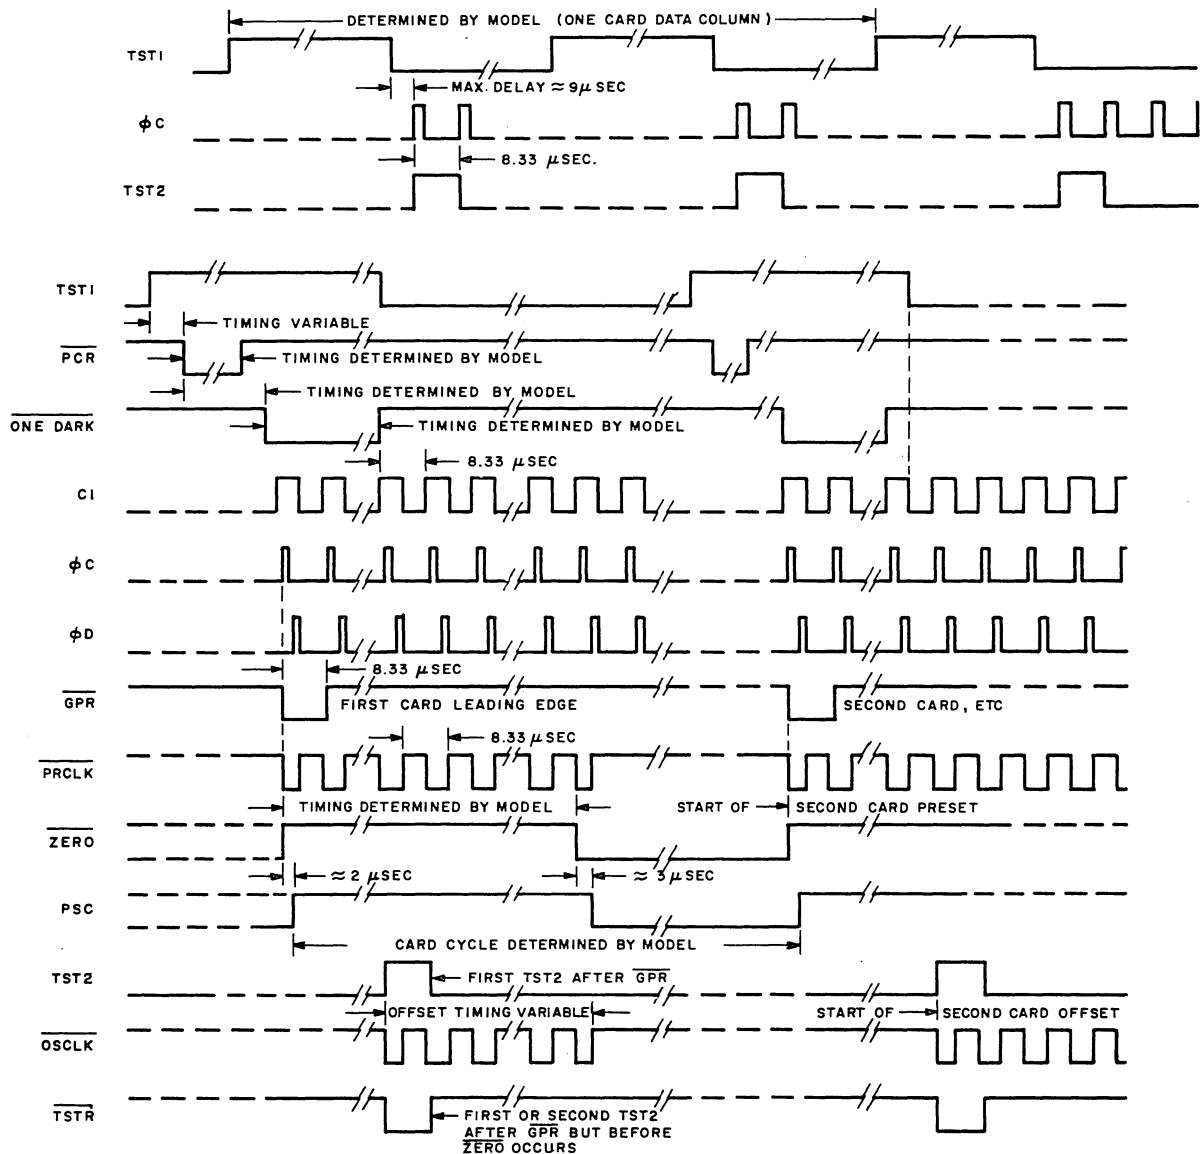 DETERMINED BY MODEL (ONE CARD DATA COLUMN)
TST1
MAX. DELAY ≈ 9μ SEC
ϕC
8.33 μSEC.
TST2
TST1
TIMING VARIABLE
PCR
TIMING DETERMINED BY MODEL
TIMING DETERMINED BY MODEL
ONE DARK
TIMING DETERMINED BY MODEL
8.33 μSEC
C1
ϕC
ϕD
8.33 μSEC
GPR
FIRST CARD LEADING EDGE
SECOND CARD, ETC
8.33 μSEC
PRCLK
TIMING DETERMINED BY MODEL
START OF SECOND CARD PRESET
ZERO
≈ 2 μSEC
≈ 3μSEC
PSC
CARD CYCLE DETERMINED BY MODEL
TST2
FIRST TST2 AFTER GPR
OFFSET TIMING VARIABLE
START OF SECOND CARD OFFSET
OSCLK
TSTR
FIRST OR SECOND TST2
AFTER GPR BUT BEFORE
ZERO OCCURS